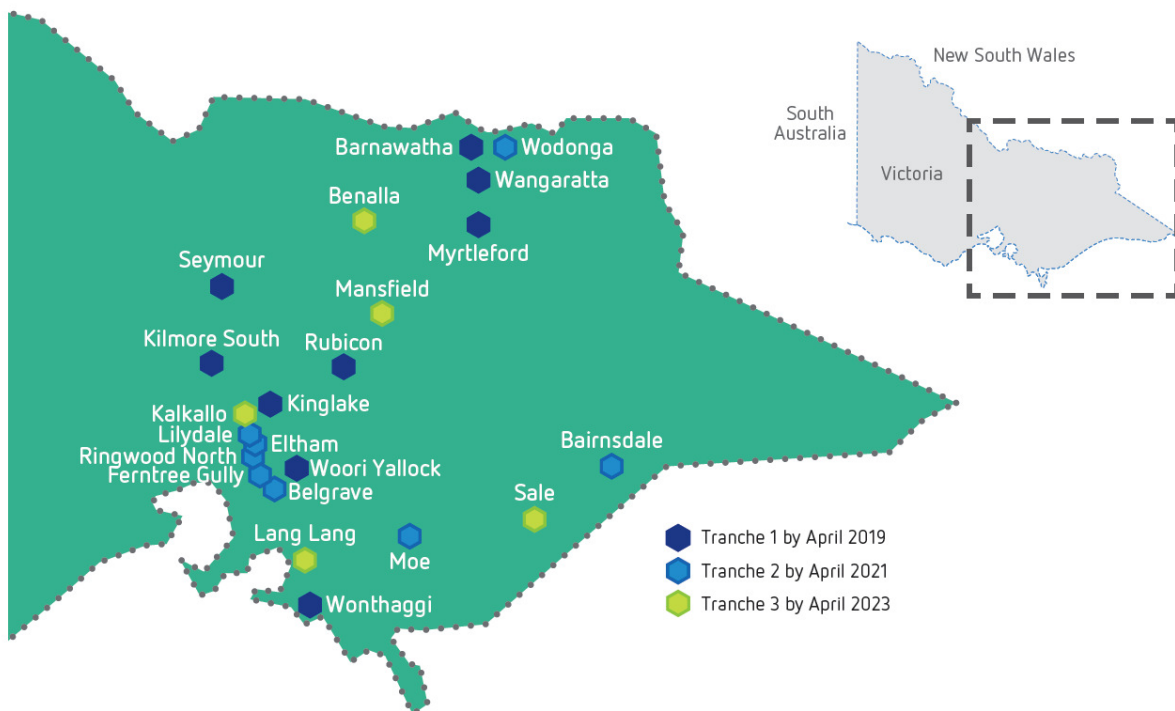 New South Wales
South
Australia
Victoria
Barnawatha
Wodonga
Wangaratta
Benalla
Myrtleford
Seymour
Mansfield
Kilmore South
Rubicon
Kinglake
Kalkallo
Lilydale
Eltham
Ringwood North
Woori Yallock
Ferntree Gully
Belgrave
Bairnsdale
Sale
Lang Lang
Moe
Wonthaggi
Tranche 1 by April 2019
Tranche 2 by April 2021
Tranche 3 by April 2023